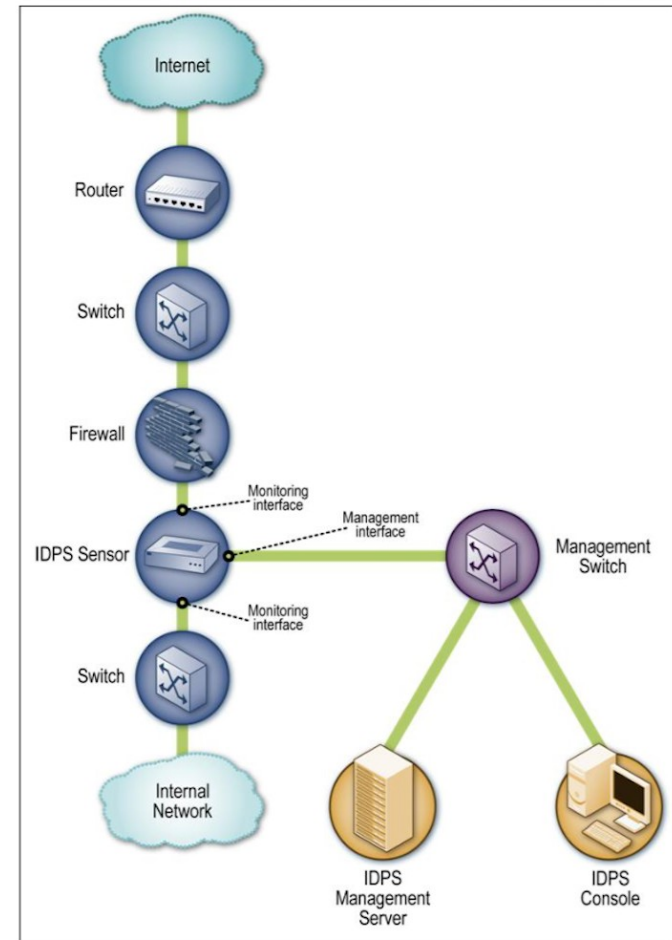 Internet
Router
Switch
Firewall
Monitoring
interface
Management
interface
IDPS Sensor
Management
Switch
Monitoring
interface
Switch
Internal
Network
IDPS
Management
Server
IDPS
Console